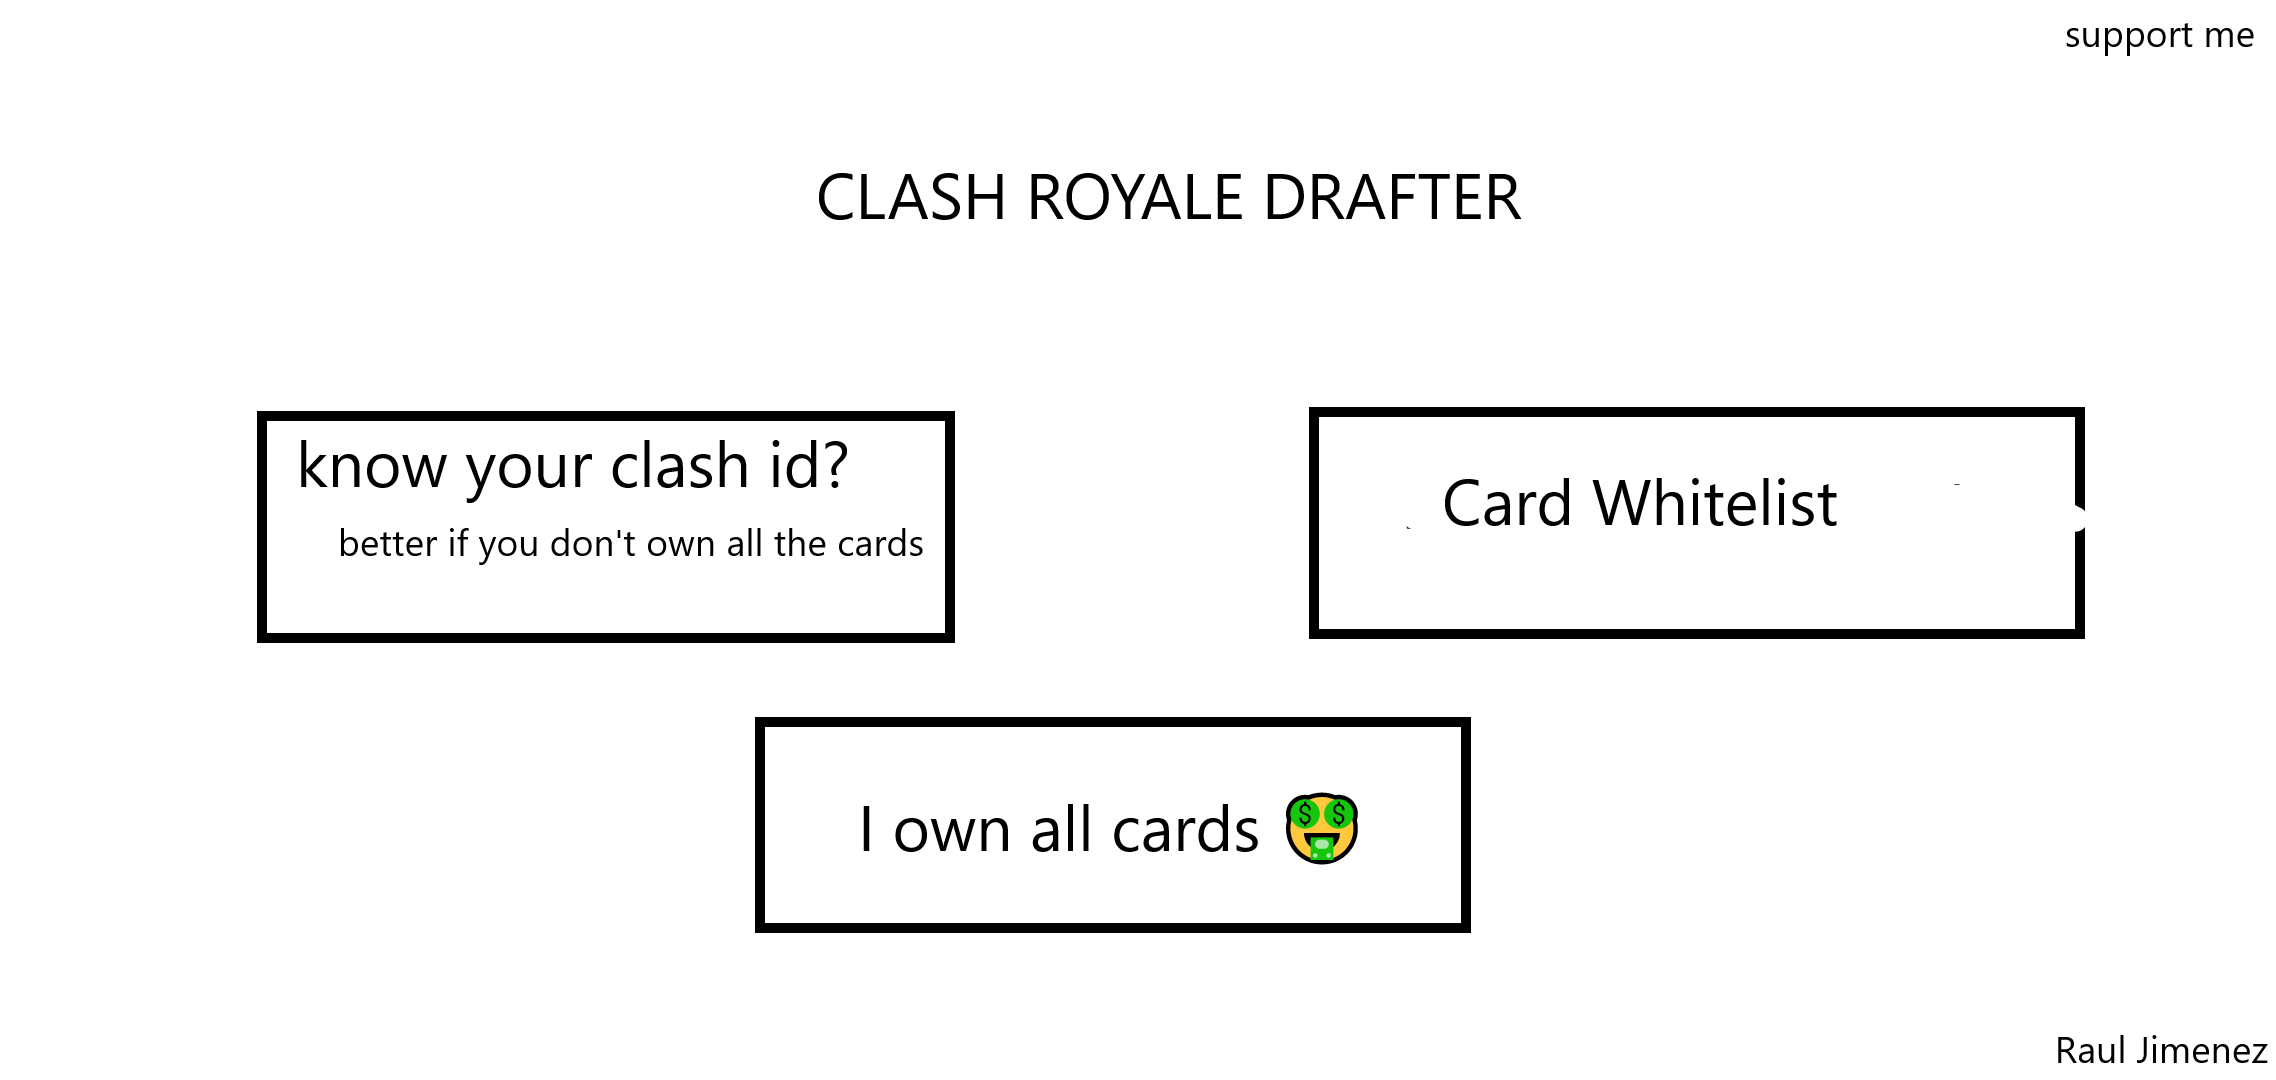 support me
CLASH ROYALE DRAFTER
know your clash id?
better if you don't own all the cards
Card Whitelist
I own all cards 🤑
Raul Jimenez